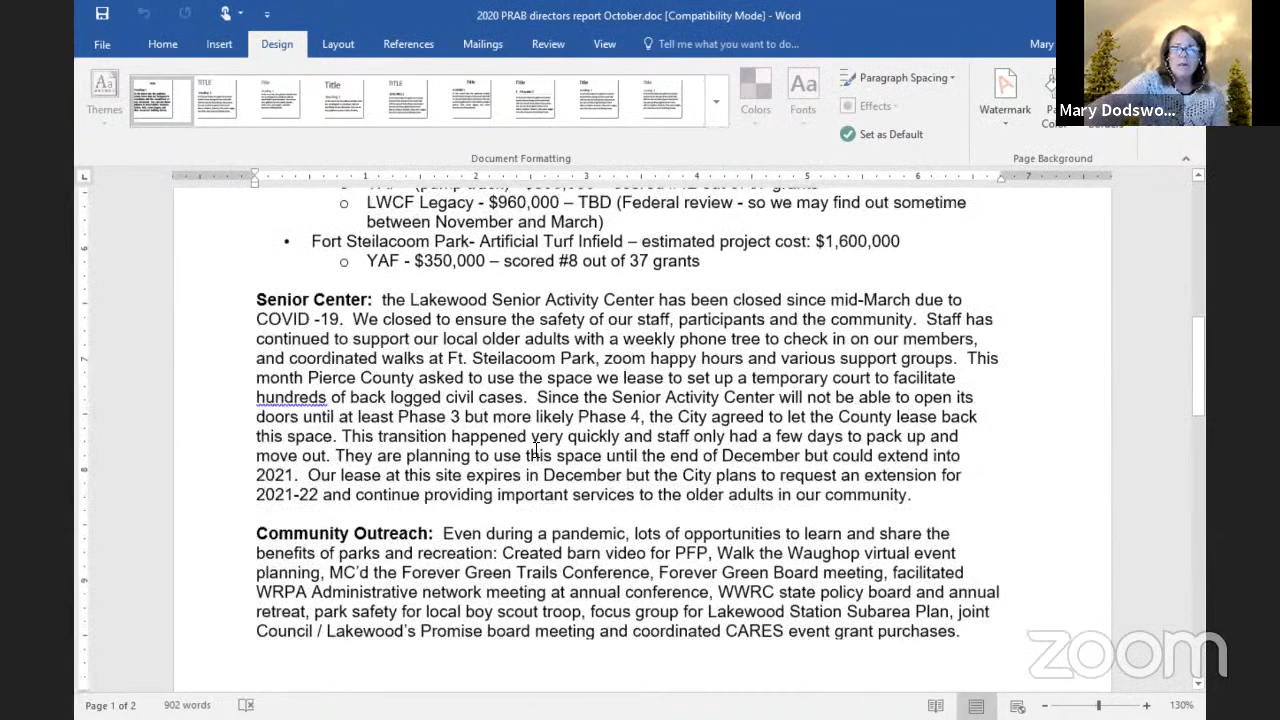 2020 PRAB directors report October.doc [Compatibility Mode] - Word
File Home Insert Design Layout References Mailings Review View Tell me what you want to do... Mary
Themes
TITLE
Title
Title
TITLE
Title
Title
Title
Colors
Fonts
Paragraph Spacing
Effects
Set as Default
Watermark
Mary Dodswo...
Document Formatting
Page Background
1 2 3 4 5 6 7
LWCF Legacy - $960,000 – TBD (Federal review - so we may find out sometime
between November and March)
• Fort Steilacoom Park- Artificial Turf Infield – estimated project cost: $1,600,000
o YAF - $350,000 – scored #8 out of 37 grants
Senior Center: the Lakewood Senior Activity Center has been closed since mid-March due to
COVID -19. We closed to ensure the safety of our staff, participants and the community. Staff has
continued to support our local older adults with a weekly phone tree to check in on our members,
and coordinated walks at Ft. Steilacoom Park, zoom happy hours and various support groups. This
month Pierce County asked to use the space we lease to set up a temporary court to facilitate
hundreds of back logged civil cases. Since the Senior Activity Center will not be able to open its
doors until at least Phase 3 but more likely Phase 4, the City agreed to let the County lease back
this space. This transition happened very quickly and staff only had a few days to pack up and
move out. They are planning to use this space until the end of December but could extend into
2021. Our lease at this site expires in December but the City plans to request an extension for
2021-22 and continue providing important services to the older adults in our community.
Community Outreach: Even during a pandemic, lots of opportunities to learn and share the
benefits of parks and recreation: Created barn video for PFP, Walk the Waughop virtual event
planning, MC'd the Forever Green Trails Conference, Forever Green Board meeting, facilitated
WRPA Administrative network meeting at annual conference, WWRC state policy board and annual
retreat, park safety for local boy scout troop, focus group for Lakewood Station Subarea Plan, joint
Council / Lakewood's Promise board meeting and coordinated CARES event grant purchases.
zoom
Page 1 of 2 902 words 130%